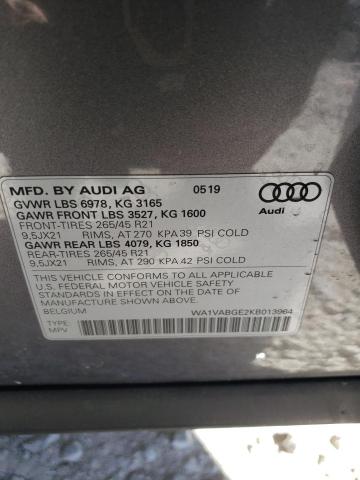 MFD. BY AUDI AG 0519
Audi
GVWR LBS 6978, KG 3165
GAWR FRONT LBS 3527, KG 1600
FRONT-TIRES 265/45 R21
9,5JX21 RIMS, AT 270 KPA 39 PSI COLD
GAWR REAR LBS 4079, KG 1850
REAR-TIRES 265/45 R21
9,5JX21 RIMS, AT 290 KPA 42 PSI COLD
THIS VEHICLE CONFORMS TO ALL APPLICABLE
U.S. FEDERAL MOTOR VEHICLE SAFETY
STANDARDS IN EFFECT ON THE DATE OF
MANUFACTURE SHOWN ABOVE.
BELGIUM
TYPE: WA1VABGE2KB013964
MPV